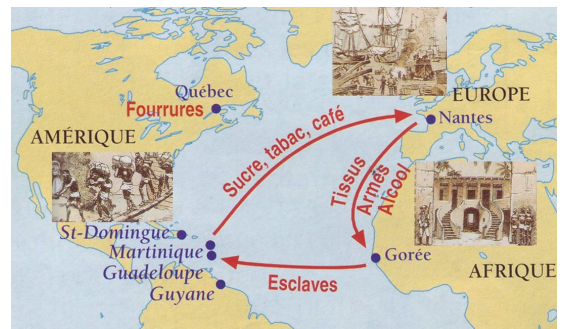 Québec
Fourrures
EUROPE
Nantes
AMÉRIQUE
Sucre, tabac, café
Tissus
Armes
Alcool
St-Domingue
Martinique
Guadeloupe
Guyane
Gorée
AFRIQUE
Esclaves